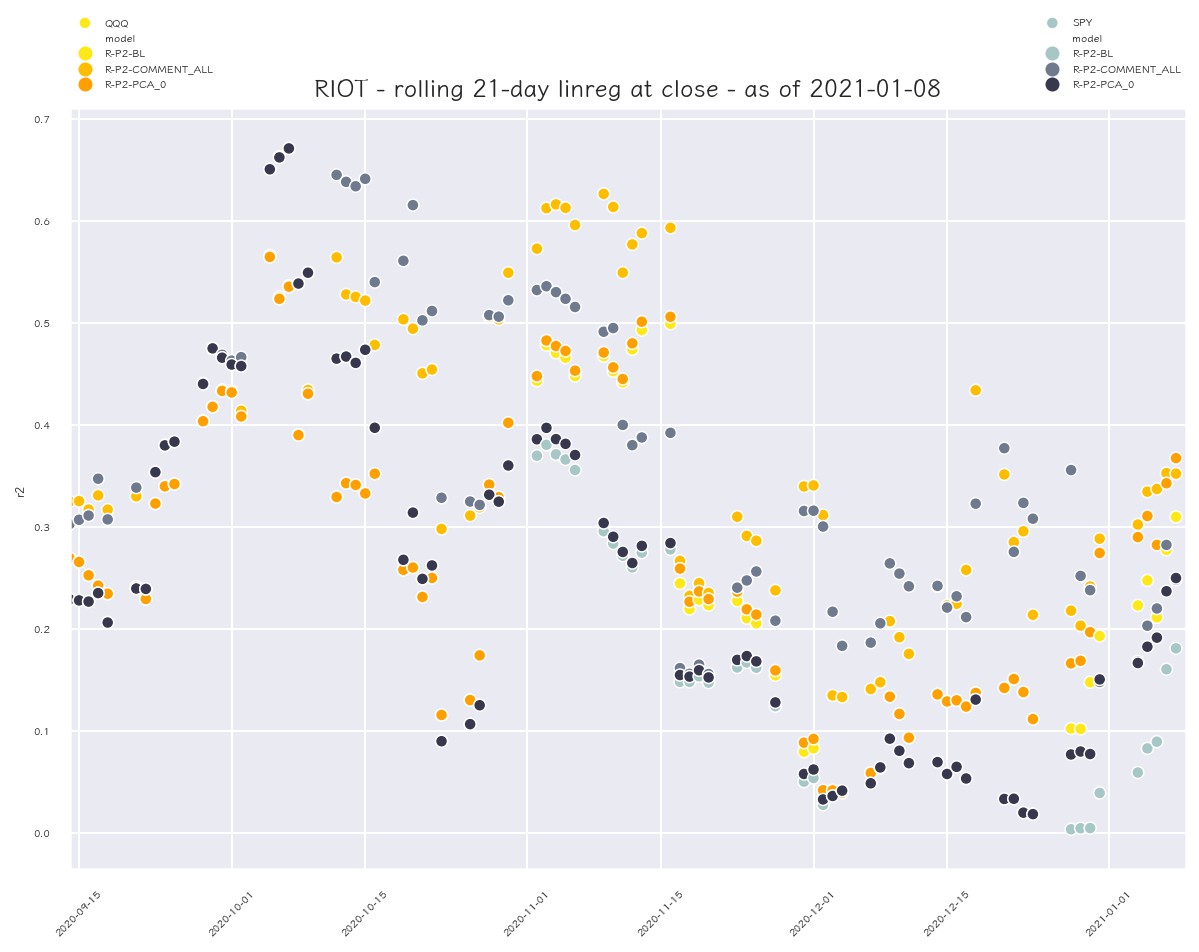 QQQ
model
R-P2-BL
R-P2-COMMENT_ALL
R-P2-PCA_0
SPY
model
R-P2-BL
R-P2-COMMENT_ALL
R-P2-PCA_0
RIOT - rolling 21-day linreg at close - as of 2021-01-08
0.7
0.6
0.5
0.4
0.3
0.2
0.1
0.0
r2
2020-09-15
2020-10-01
2020-10-15
2020-11-01
2020-11-15
2020-12-01
2020-12-15
2021-01-01